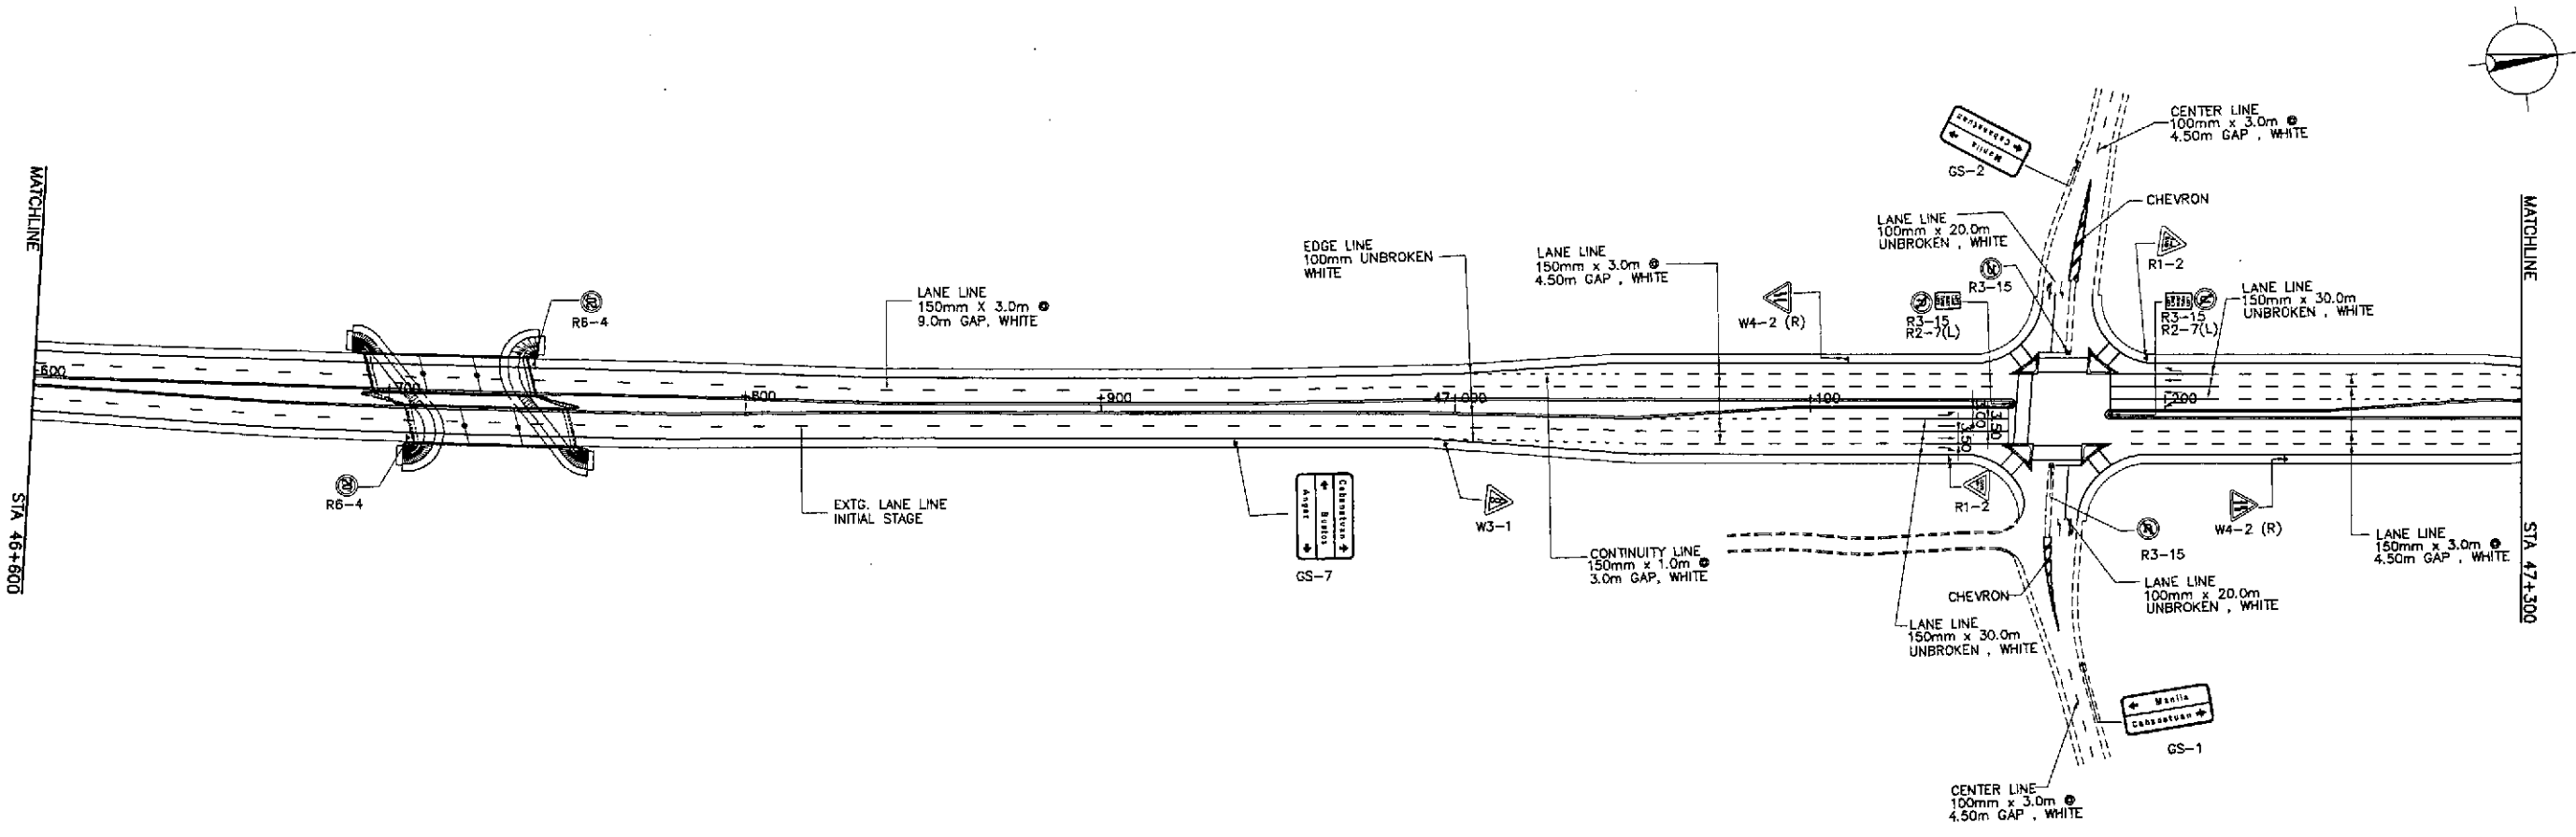 MATCHLINE
STA 46+600
600
R6-4
R6-4
+700
+800
LANE LINE
150mm X 3.0m @
9.0m GAP, WHITE
EXTG. LANE LINE
INITIAL STAGE
+900
Cabanatuan
Bustos
Angat
GS-7
EDGE LINE
100mm UNBROKEN
WHITE
47+000
W3-1
LANE LINE
150mm x 3.0m @
4.50m GAP , WHITE
CONTINUITY LINE
150mm x 1.0m @
3.0m GAP, WHITE
W4-2 (R)
+100
R3-15
R2-7(L)
3.00
3.50
3.50
R1-2
LANE LINE
150mm x 30.0m
UNBROKEN , WHITE
LANE LINE
100mm x 20.0m
UNBROKEN , WHITE
R3-15
Manila
Cabanatuan
GS-2
CENTER LINE
100mm x 3.0m @
4.50m GAP , WHITE
CHEVRON
R1-2
R3-15
R2-7(L)
LANE LINE
150mm x 30.0m
UNBROKEN , WHITE
200
R3-15
W4-2 (R)
LANE LINE
150mm x 3.0m @
4.50m GAP , WHITE
LANE LINE
100mm x 20.0m
UNBROKEN , WHITE
CHEVRON
Manila
Cabanatuan
GS-1
CENTER LINE
100mm x 3.0m @
4.50m GAP , WHITE
MATCHLINE
STA 47+300